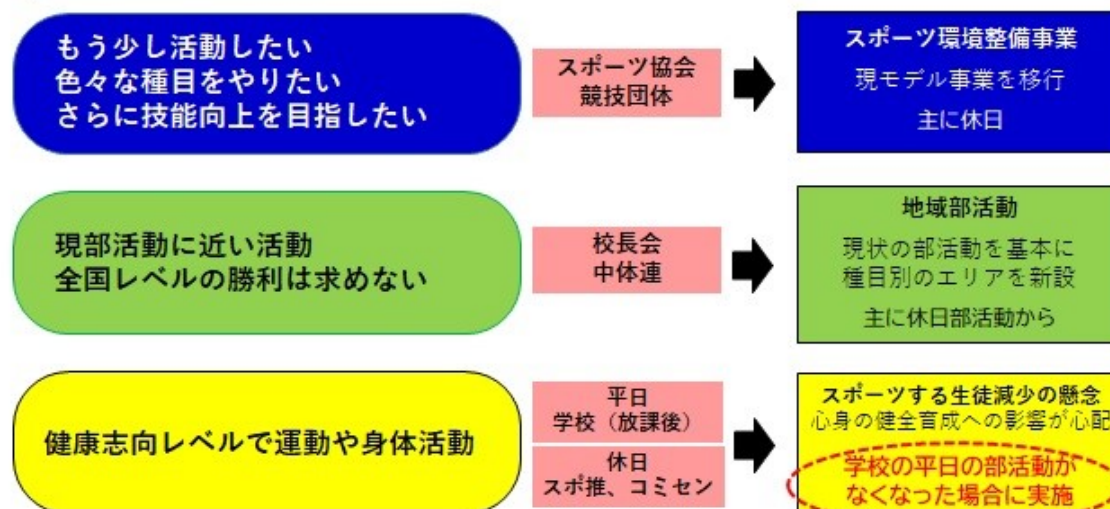 もう少し活動したい
色々な種目をやりたい
さらに技能向上を目指したい
スポーツ協会
競技団体
スポーツ環境整備事業
現モデル事業を移行
主に休日
現部活動に近い活動
全国レベルの勝利は求めない
校長会
中体連
地域部活動
現状の部活動を基本に
種目別のエリアを新設
主に休日部活動から
健康志向レベルで運動や身体活動
平日
学校（放課後）
休日
スポ推、コミセン
スポーツする生徒減少の懸念
心身の健全育成への影響が心配
学校の平日の部活動が
なくなった場合に実施